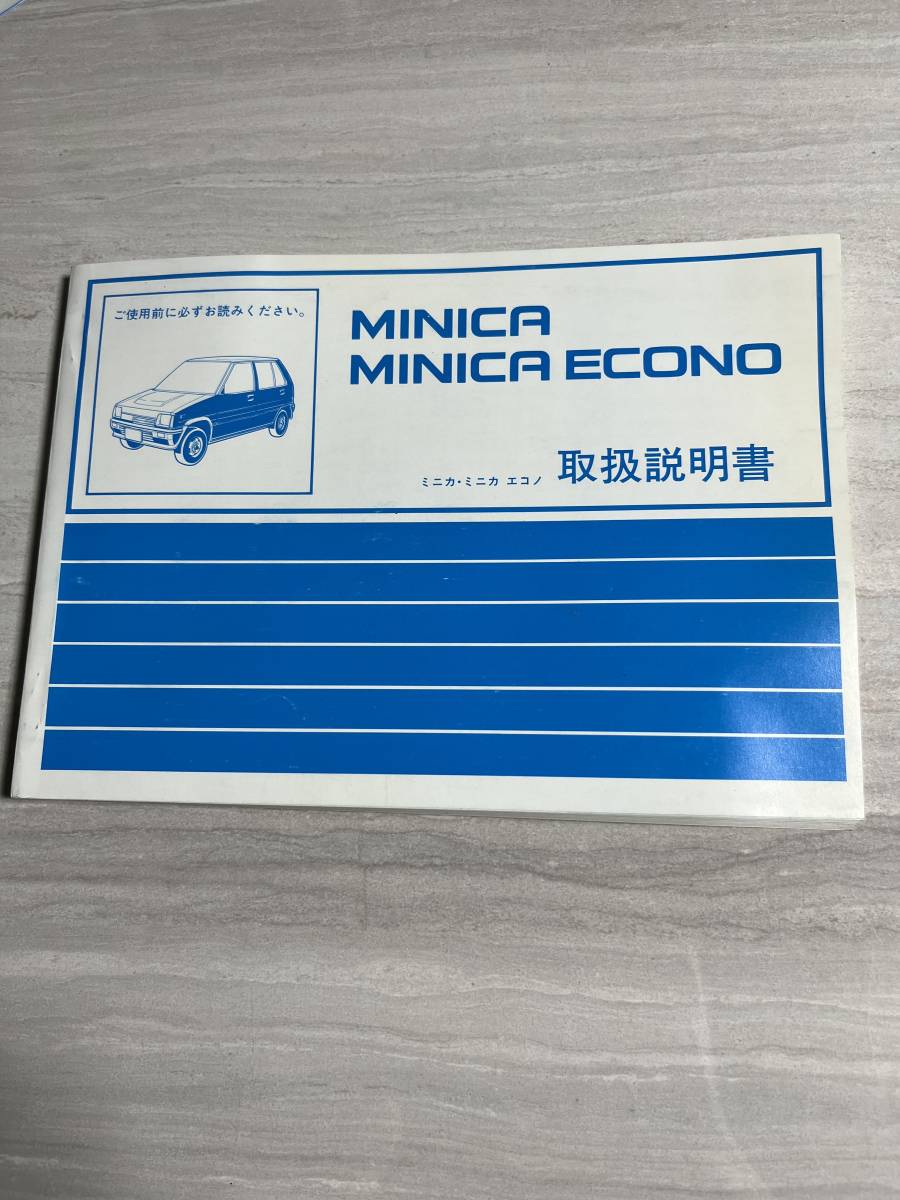 ご使用前に必ずお読みください。
MINICA
MINICA ECONO
ミニカ・ミニカ エコノ 取扱説明書